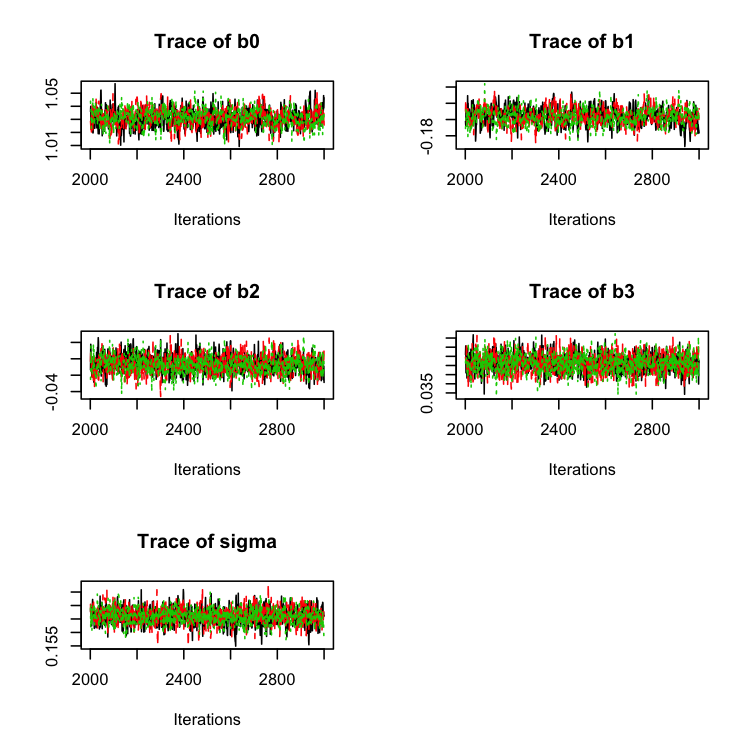 Trace of b0
1.05
1.01
2000 2400 2800
Iterations
Trace of b1
-0.18
2000 2400 2800
Iterations
Trace of b2
-0.04
2000 2400 2800
Iterations
Trace of b3
0.035
2000 2400 2800
Iterations
Trace of sigma
0.155
2000 2400 2800
Iterations